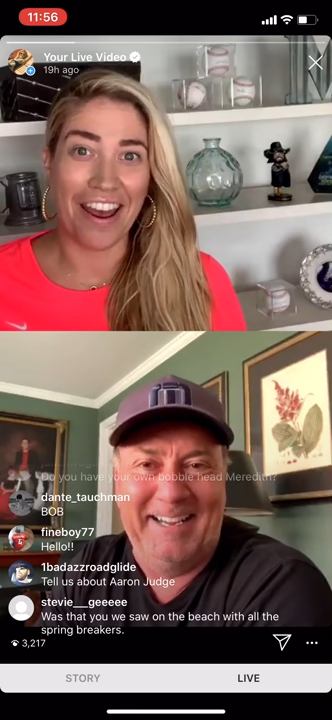 11:56
Your Live Video
19h ago
Do you have your own bobble head Meredith?
dante_tauchman
BOB
fineboy77
Hello!!
1badazzroadglide
Tell us about Aaron Judge
stevie__geeeee
Was that you we saw on the beach with all the
spring breakers.
3,217
STORY LIVE